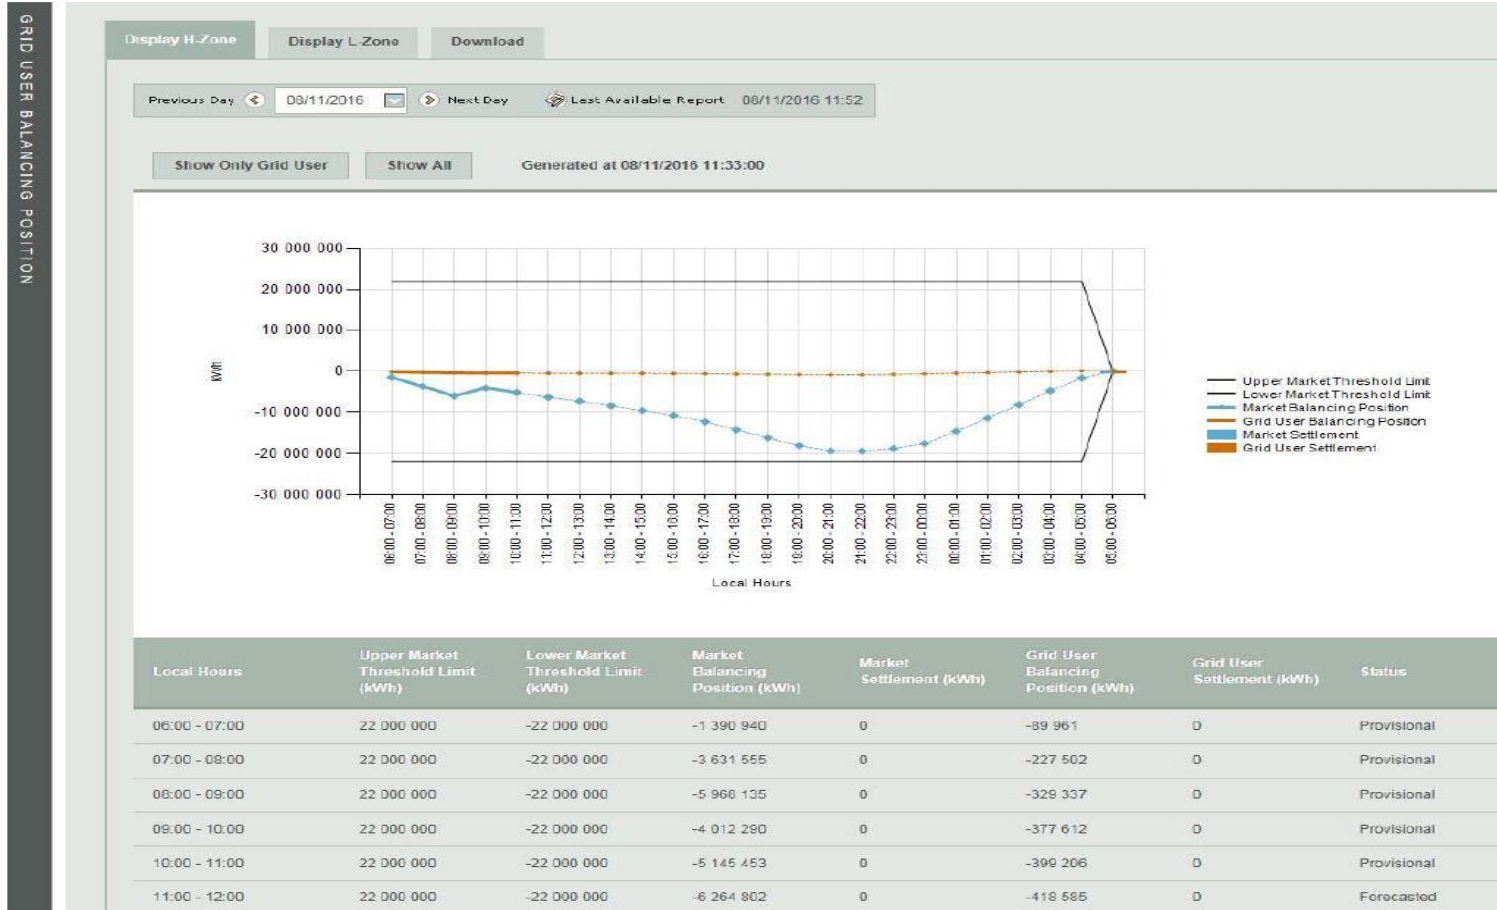 GRID USER BALANCING POSITION
Display H-Zone Display L-Zone Download
Previous Day 08/11/2016 Next Day Last Available Report 08/11/2016 11:52
Show Only Grid User Show All Generated at 08/11/2016 11:33:00
30 000 000
20 000 000
10 000 000
0
-10 000 000
-20 000 000
-30 000 000
kWh
06:00 - 07:00
07:00 - 08:00
08:00 - 09:00
09:00 - 10:00
10:00 - 11:00
11:00 - 12:00
12:00 - 13:00
13:00 - 14:00
14:00 - 15:00
15:00 - 16:00
16:00 - 17:00
17:00 - 18:00
18:00 - 19:00
19:00 - 20:00
20:00 - 21:00
21:00 - 22:00
22:00 - 23:00
23:00 - 00:00
00:00 - 01:00
01:00 - 02:00
02:00 - 03:00
03:00 - 04:00
04:00 - 05:00
05:00 - 06:00
Local Hours
Upper Market Threshold Limit
Lower Market Threshold Limit
Market Balancing Position
Grid User Balancing Position
Market Settlement
Grid User Settlement
Local Hours Upper Market Threshold Limit (kWh) Lower Market Threshold Limit (kWh) Market Balancing Position (kWh) Market Settlement (kWh) Grid User Balancing Position (kWh) Grid User Settlement (kWh) Status
06:00 - 07:00 22 000 000 -22 000 000 -1 390 940 0 -89 961 0 Provisional
07:00 - 08:00 22 000 000 -22 000 000 -3 631 555 0 -227 502 0 Provisional
08:00 - 09:00 22 000 000 -22 000 000 -5 968 135 0 -329 337 0 Provisional
09:00 - 10:00 22 000 000 -22 000 000 -4 012 290 0 -377 612 0 Provisional
10:00 - 11:00 22 000 000 -22 000 000 -5 145 453 0 -399 206 0 Provisional
11:00 - 12:00 22 000 000 -22 000 000 -6 264 802 0 -418 585 0 Forecasted